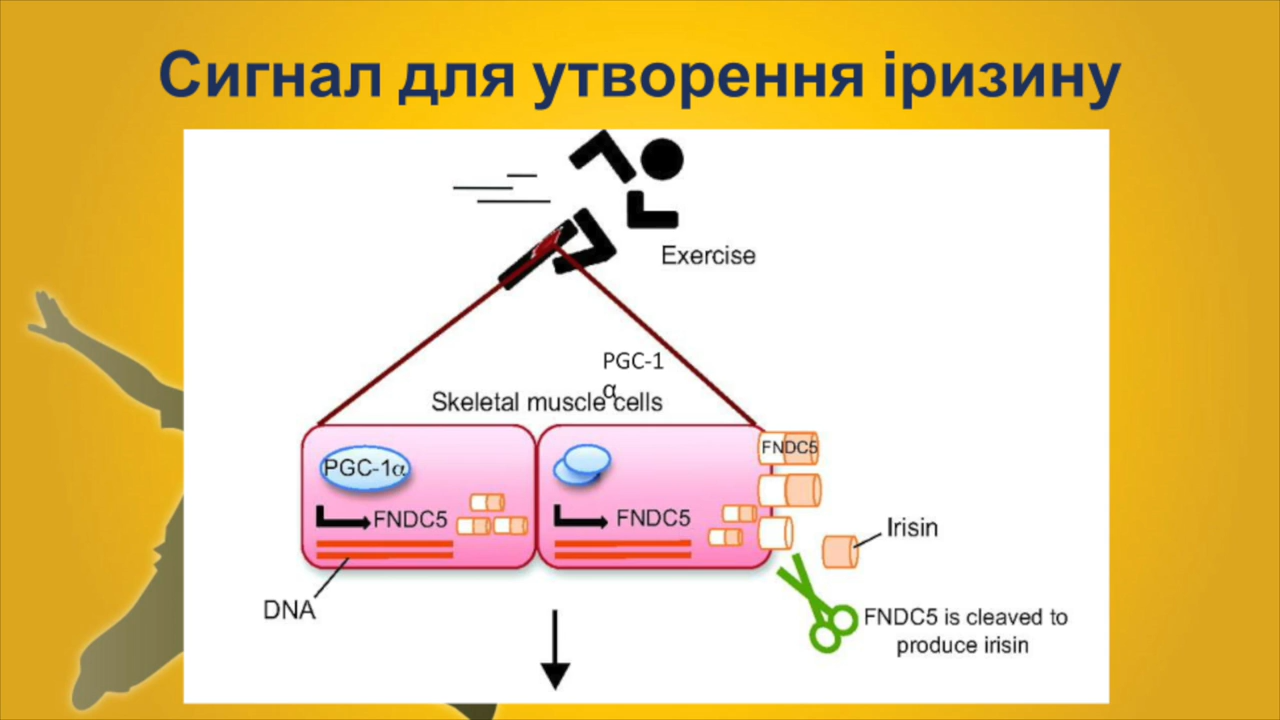 Сигнал для утворення іризину
Exercise
PGC-1
α
Skeletal muscle cells
FNDC5
PGC-1α
FNDC5
FNDC5
Irisin
DNA
FNDC5 is cleaved to
produce irisin